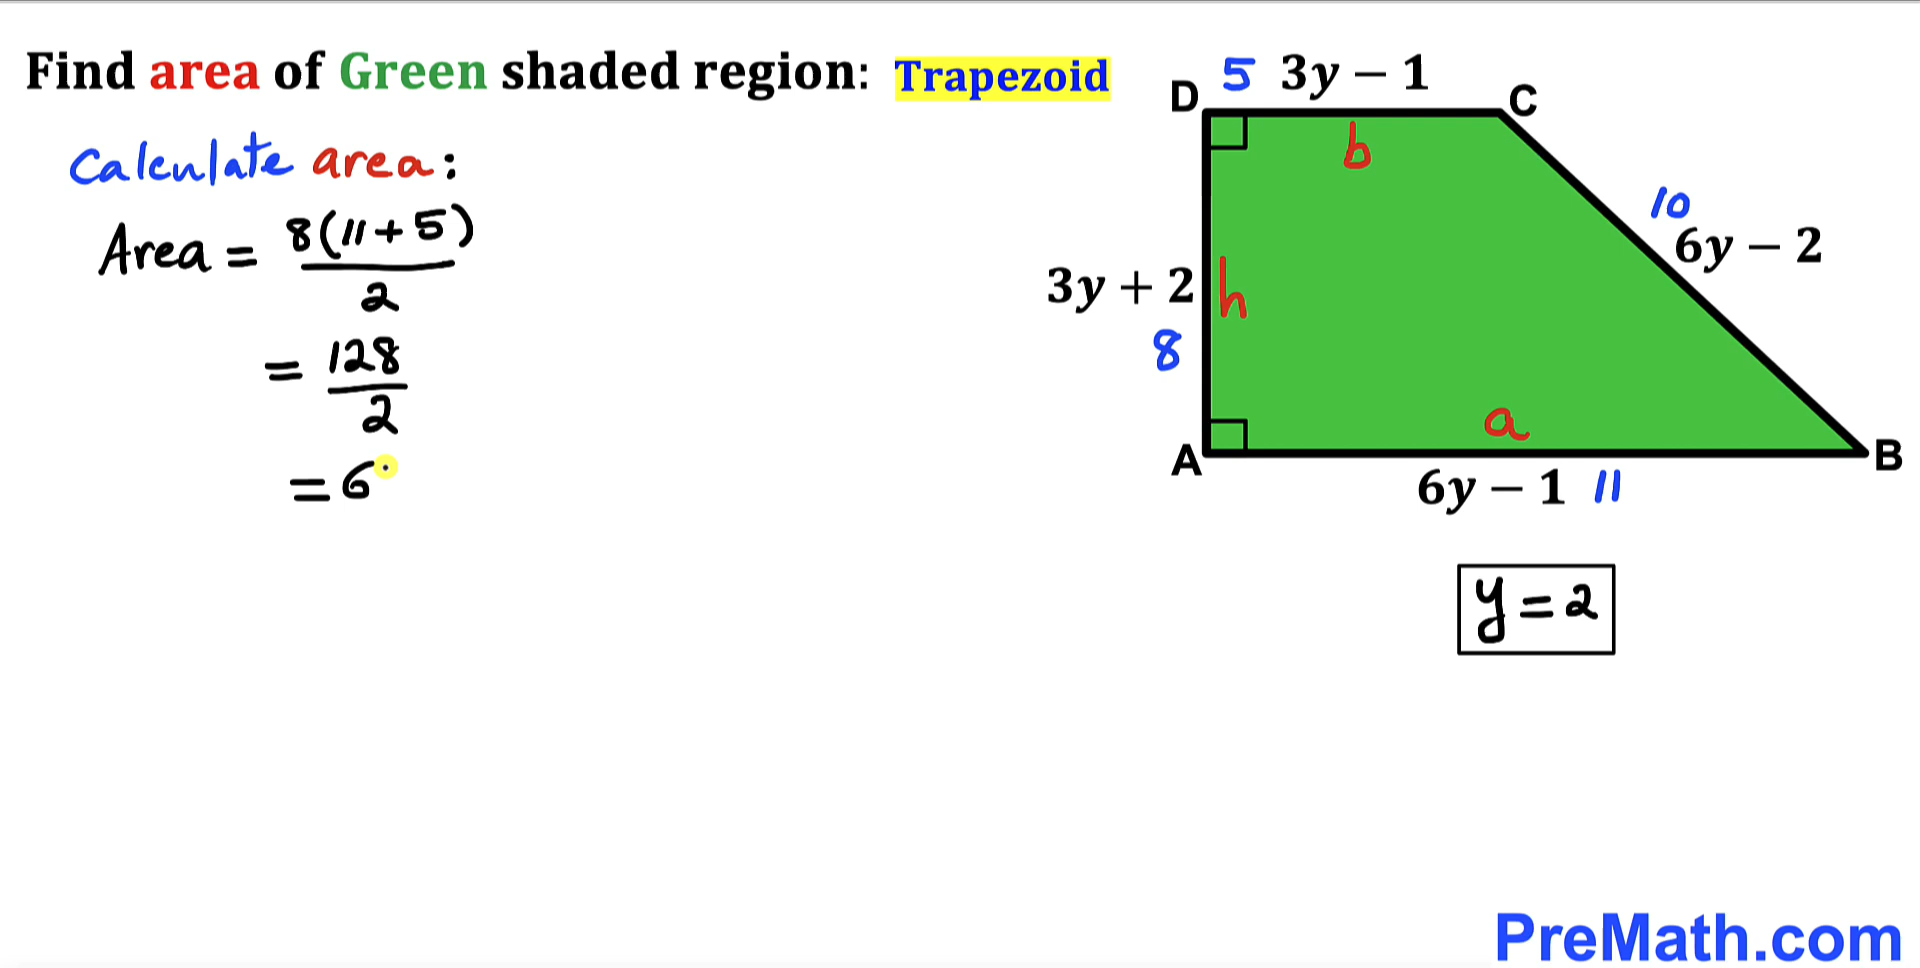 Find area of Green shaded region: Trapezoid
Calculate area:
Area = 8(11+5)
2
= 128
2
= 6
D 5 3y – 1 C
b
10
6y – 2
3y + 2 h
8
a
A B
6y – 1 11
y = 2
PreMath.com